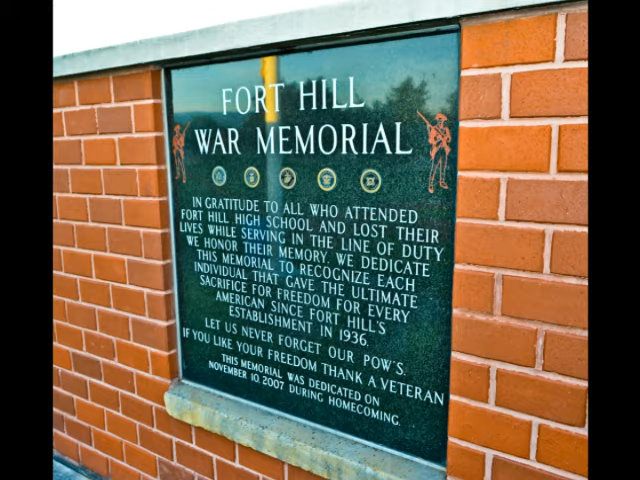 FORT HILL
WAR MEMORIAL
IN GRATITUDE TO ALL WHO ATTENDED
FORT HILL HIGH SCHOOL AND LOST THEIR
LIVES WHILE SERVING IN THE LINE OF DUTY
WE HONOR THEIR MEMORY. WE DEDICATE
THIS MEMORIAL TO RECOGNIZE EACH
INDIVIDUAL THAT GAVE THE ULTIMATE
SACRIFICE FOR FREEDOM FOR EVERY
AMERICAN SINCE FORT HILL'S
ESTABLISHMENT IN 1936.
LET US NEVER FORGET OUR POW'S.
IF YOU LIKE YOUR FREEDOM THANK A VETERAN
THIS MEMORIAL WAS DEDICATED ON
NOVEMBER 10, 2007 DURING HOMECOMING.